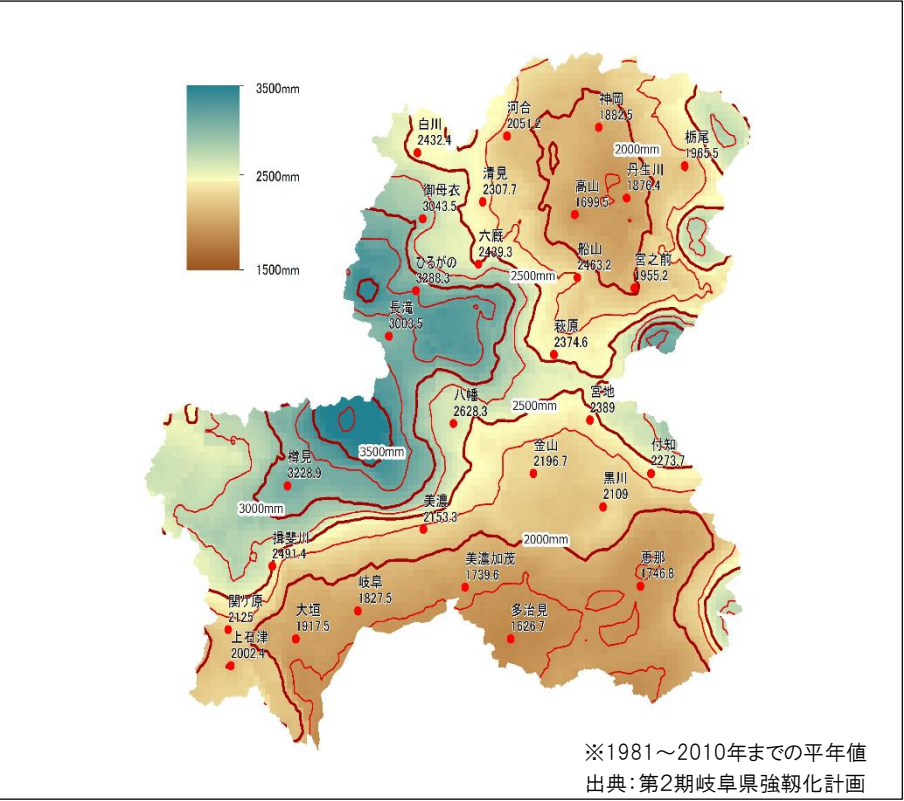 3500mm
2500mm
1500mm
白川
2432.4
河合
2051.2
神岡
1882.5
栃尾
1965.5
2000mm
丹生川
1876.4
高山
1699.5
清見
2307.7
御母衣
3043.5
六厩
2439.3
船山
2463.2
宮之前
1955.2
ひるがの
3288.3
2500mm
長滝
3003.5
萩原
2374.6
八幡
2628.3
2500mm
宮地
2389
3500mm
金山
2196.7
付知
2273.7
樽見
3228.9
黒川
2109
3000mm
美濃
2153.3
揖斐川
2491.4
2000mm
美濃加茂
1739.6
恵那
1746.8
岐阜
1827.5
関ケ原
2125
大垣
1917.5
多治見
1626.7
上石津
2002.4
※1981～2010年までの平年値
出典：第2期岐阜県強靱化計画